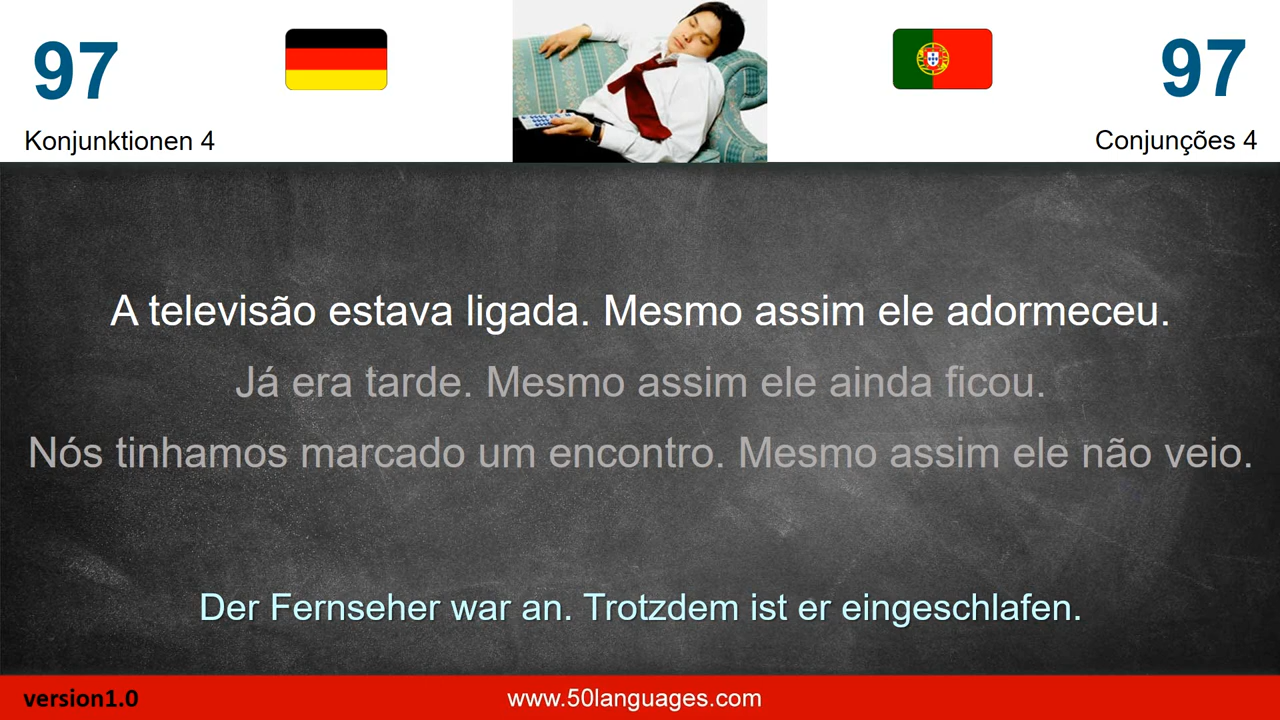 97
97
Konjunktionen 4
Conjunções 4
A televisão estava ligada. Mesmo assim ele adormeceu.
Já era tarde. Mesmo assim ele ainda ficou.
Nós tinhamos marcado um encontro. Mesmo assim ele não veio.
Der Fernseher war an. Trotzdem ist er eingeschlafen.
version1.0
www.50languages.com